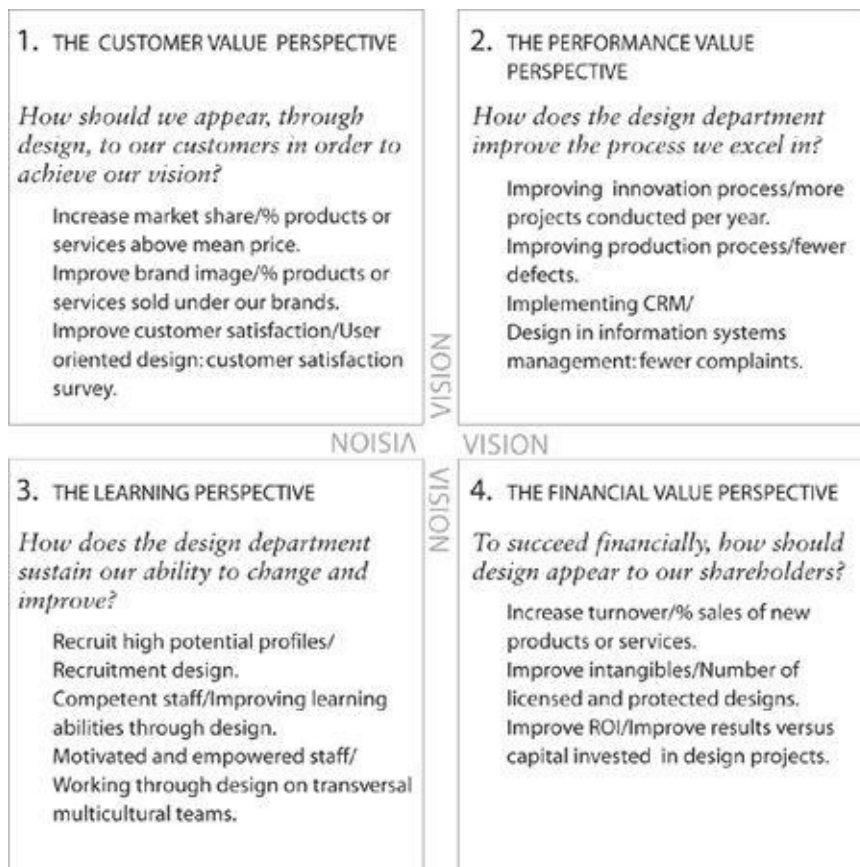 1. THE CUSTOMER VALUE PERSPECTIVE
How should we appear, through
design, to our customers in order to
achieve our vision?
Increase market share/% products or
services above mean price.
Improve brand image/% products or
services sold under our brands.
Improve customer satisfaction/User
oriented design: customer satisfaction
survey.
2. THE PERFORMANCE VALUE
PERSPECTIVE
How does the design department
improve the process we excel in?
Improving innovation process/more
projects conducted per year.
Improving production process/fewer
defects.
Implementing CRM/
Design in information systems
management: fewer complaints.
VISION
VISION
VISION
VISION
3. THE LEARNING PERSPECTIVE
How does the design department
sustain our ability to change and
improve?
Recruit high potential profiles/
Recruitment design.
Competent staff/Improving learning
abilities through design.
Motivated and empowered staff/
Working through design on transversal
multicultural teams.
4. THE FINANCIAL VALUE PERSPECTIVE
To succeed financially, how should
design appear to our shareholders?
Increase turnover/% sales of new
products or services.
Improve intangibles/Number of
licensed and protected designs.
Improve ROI/Improve results versus
capital invested in design projects.